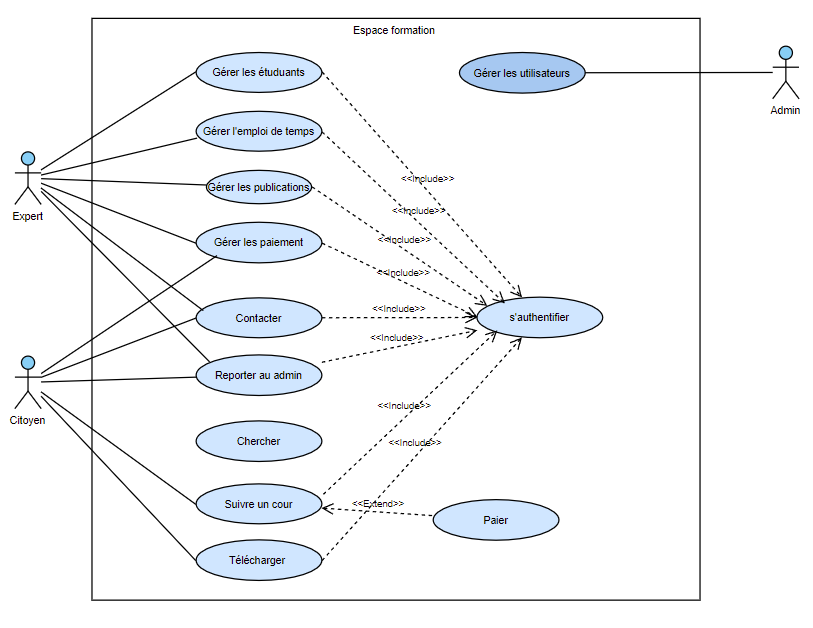 Espace formation
Gérer les étuduants
Gérer les utilisateurs
Admin
Gérer l'emploi de temps
<<Include>>
Gérer les publications
<<Include>>
Expert
<<Include>>
Gérer les paiement
<<Include>>
Contacter
<<Include>>
s'authentifier
<<Include>>
Reporter au admin
Citoyen
<<Include>>
Chercher
<<Include>>
Suivre un cour
<<Extend>>
Paier
Télécharger